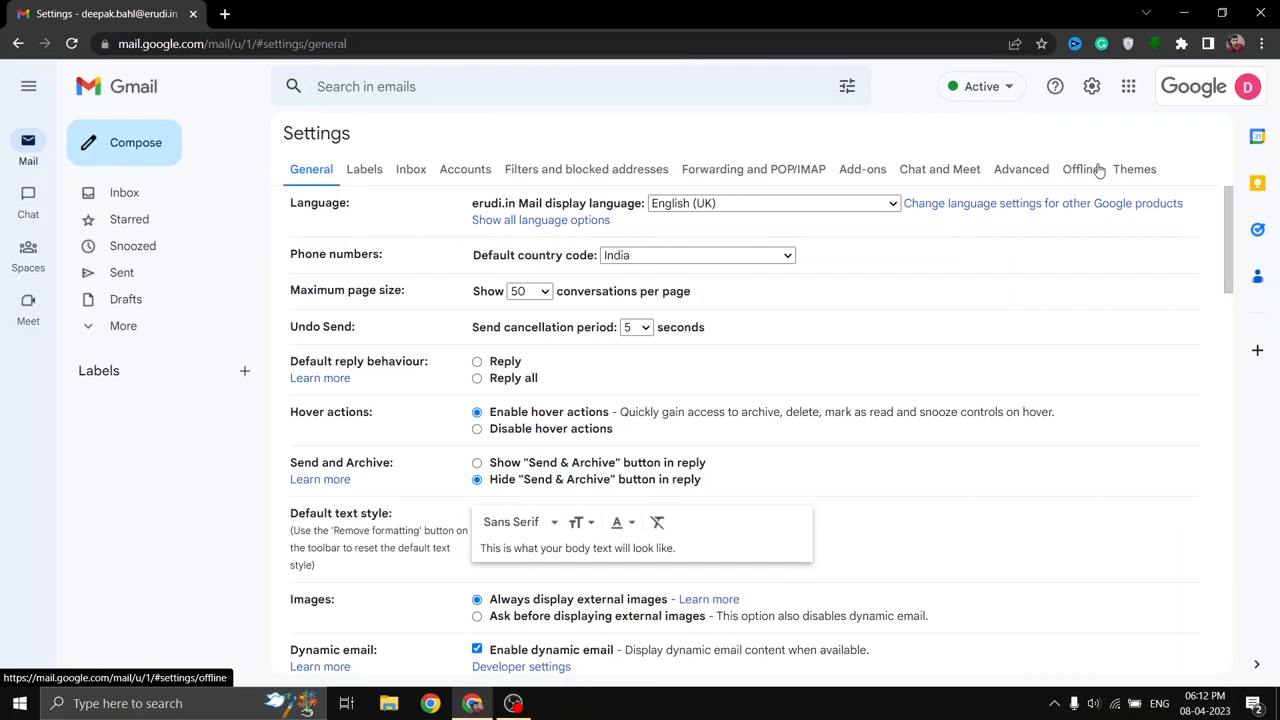 Settings - deepak.bahl@erudi.in
mail.google.com/mail/u/1/#settings/general
Gmail
Search in emails
Active
Google
D
Compose
Mail
Chat
Spaces
Meet
Inbox
Starred
Snoozed
Sent
Drafts
More
Labels
Settings
General Labels Inbox Accounts Filters and blocked addresses Forwarding and POP/IMAP Add-ons Chat and Meet Advanced Offline Themes
Language:
erudi.in Mail display language: English (UK) Change language settings for other Google products
Show all language options
Phone numbers: Default country code: India
Maximum page size: Show 50 conversations per page
Undo Send: Send cancellation period: 5 seconds
Default reply behaviour: Reply
Learn more Reply all
Hover actions: Enable hover actions - Quickly gain access to archive, delete, mark as read and snooze controls on hover.
Disable hover actions
Send and Archive: Show "Send & Archive" button in reply
Learn more Hide "Send & Archive" button in reply
Default text style:
(Use the 'Remove formatting' button on
the toolbar to reset the default text
style)
Sans Serif
This is what your body text will look like.
Images: Always display external images - Learn more
Ask before displaying external images - This option also disables dynamic email.
Dynamic email: Enable dynamic email - Display dynamic email content when available.
Learn more Developer settings
31
https://mail.google.com/mail/u/1/#settings/offline
Type here to search
ENG
06:12 PM
08-04-2023
2